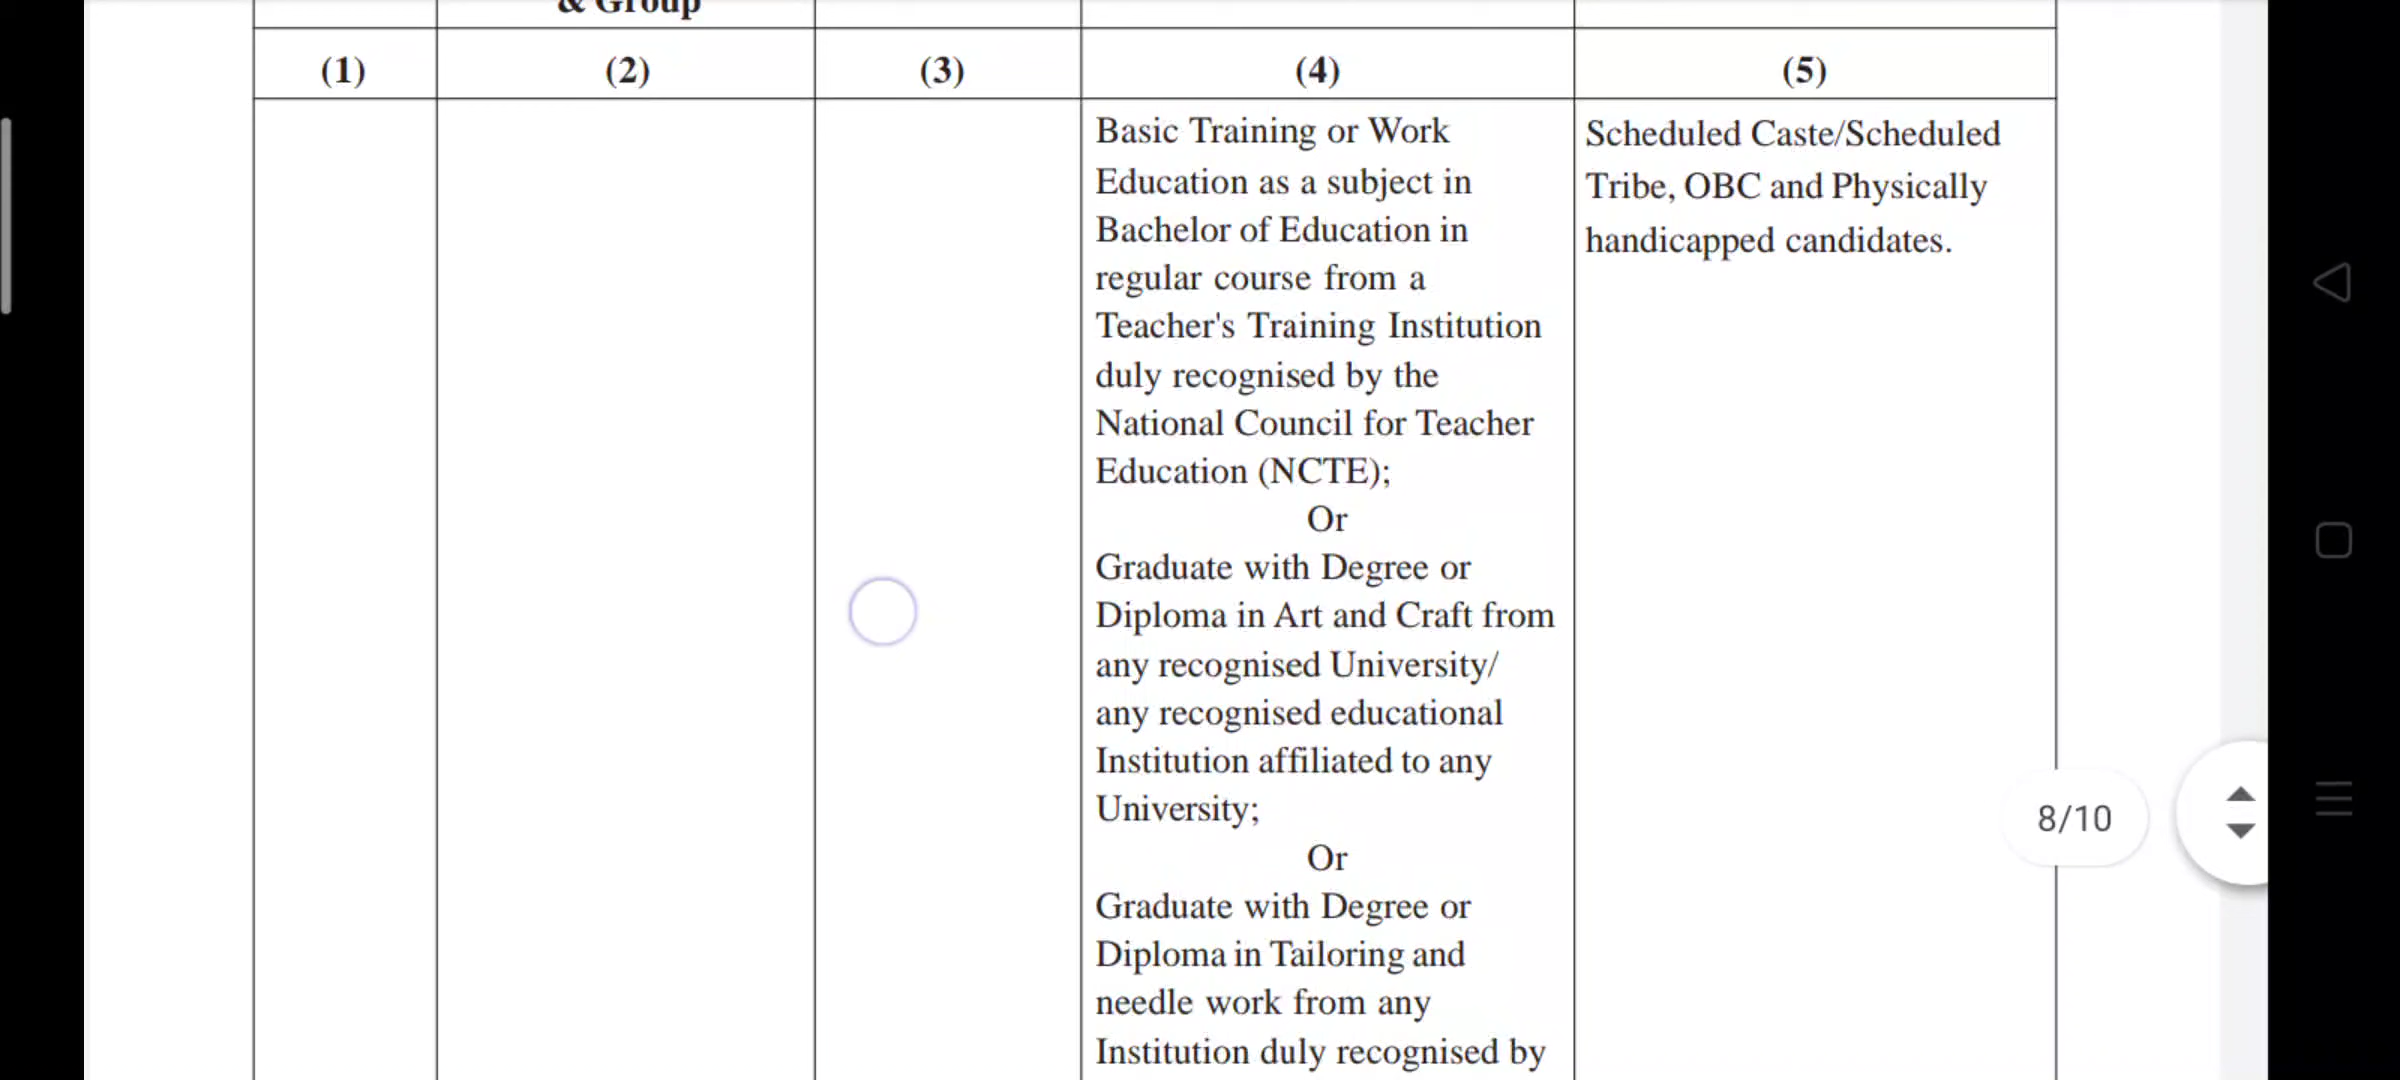 & Group
(1) (2) (3) (4) (5)
Basic Training or Work
Education as a subject in
Bachelor of Education in
regular course from a
Teacher's Training Institution
duly recognised by the
National Council for Teacher
Education (NCTE);
Or
Graduate with Degree or
Diploma in Art and Craft from
any recognised University/
any recognised educational
Institution affiliated to any
University;
Or
Graduate with Degree or
Diploma in Tailoring and
needle work from any
Institution duly recognised by
Scheduled Caste/Scheduled
Tribe, OBC and Physically
handicapped candidates.
8/10